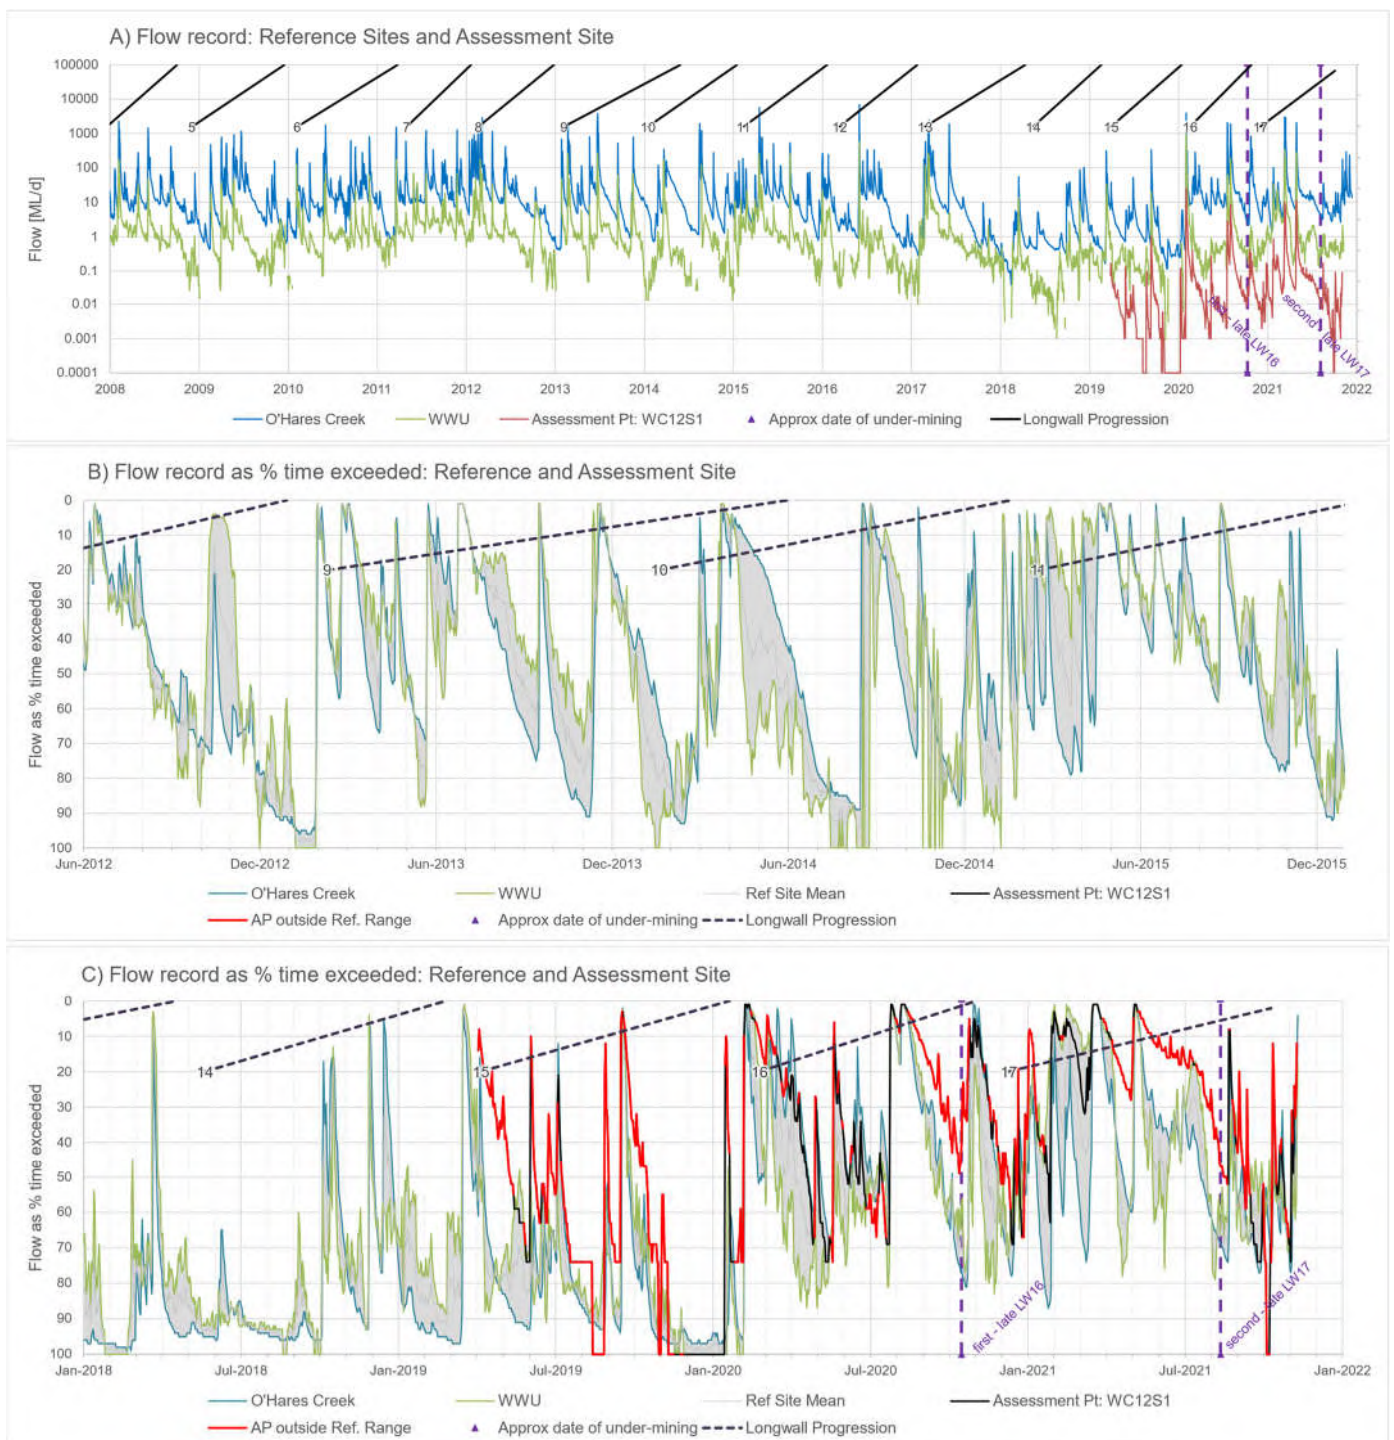 A) Flow record: Reference Sites and Assessment Site
Flow [ML/d]
100000
10000
1000
100
10
1
0.1
0.01
0.001
0.0001
5
6
7
8
9
10
11
12
13
14
15
16
17
first - late LW16
second - late LW17
2008 2009 2010 2011 2012 2013 2014 2015 2016 2017 2018 2019 2020 2021 2022
O'Hares Creek WWU Assessment Pt: WC12S1 Approx date of under-mining Longwall Progression
B) Flow record as % time exceeded: Reference and Assessment Site
Flow as % time exceeded
0
10
20
30
40
50
60
70
80
90
100
9
10
11
Jun-2012 Dec-2012 Jun-2013 Dec-2013 Jun-2014 Dec-2014 Jun-2015 Dec-2015
O'Hares Creek WWU Ref Site Mean Assessment Pt: WC12S1
AP outside Ref. Range Approx date of under-mining Longwall Progression
C) Flow record as % time exceeded: Reference and Assessment Site
Flow as % time exceeded
0
10
20
30
40
50
60
70
80
90
100
14
15
16
17
first - late LW16
second - late LW17
Jan-2018 Jul-2018 Jan-2019 Jul-2019 Jan-2020 Jul-2020 Jan-2021 Jul-2021 Jan-2022
O'Hares Creek WWU Ref Site Mean Assessment Pt: WC12S1
AP outside Ref. Range Approx date of under-mining Longwall Progression